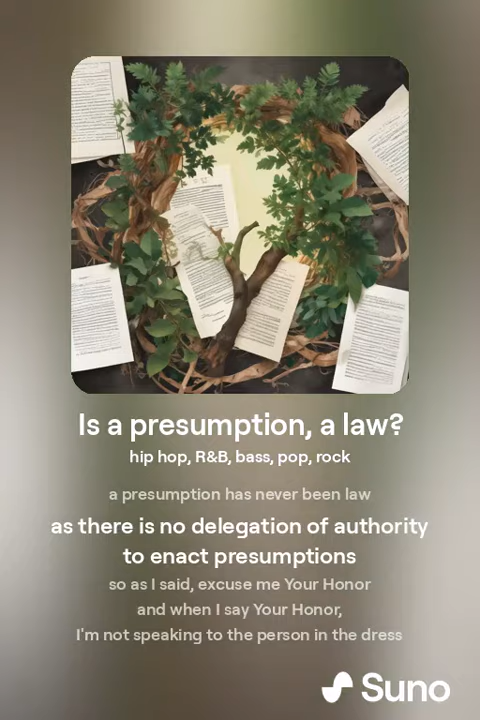 Is a presumption, a law?
hip hop, R&B, bass, pop, rock
a presumption has never been law
as there is no delegation of authority
to enact presumptions
so as I said, excuse me Your Honor
and when I say Your Honor,
I'm not speaking to the person in the dress
Suno